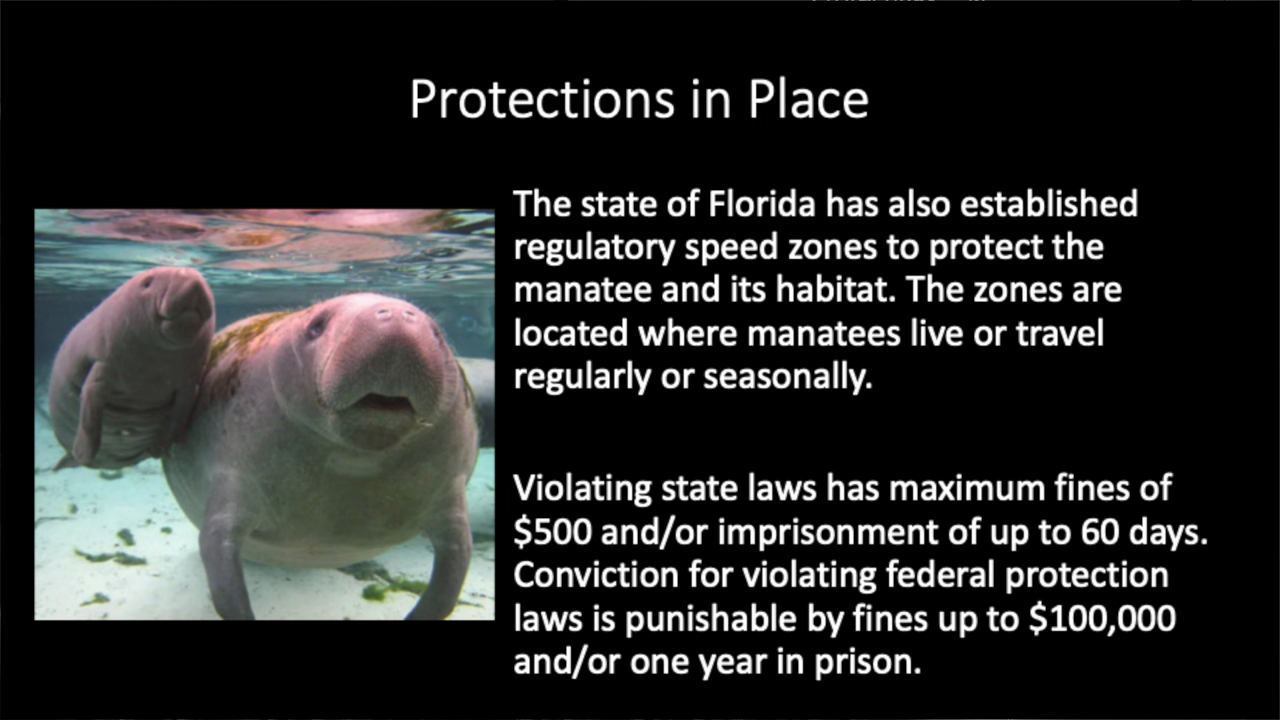 Protections in Place
The state of Florida has also established
regulatory speed zones to protect the
manatee and its habitat. The zones are
located where manatees live or travel
regularly or seasonally.
Violating state laws has maximum fines of
$500 and/or imprisonment of up to 60 days.
Conviction for violating federal protection
laws is punishable by fines up to $100,000
and/or one year in prison.